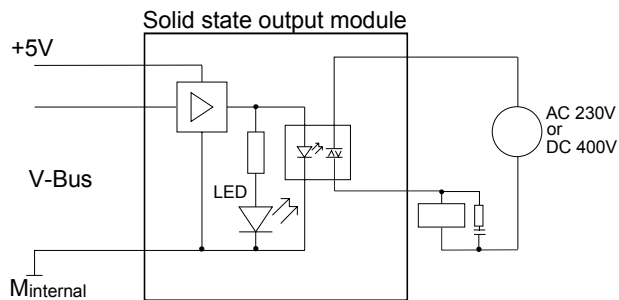 Solid state output module
+5V
AC 230V
or
DC 400V
V-Bus
LED
Minternal